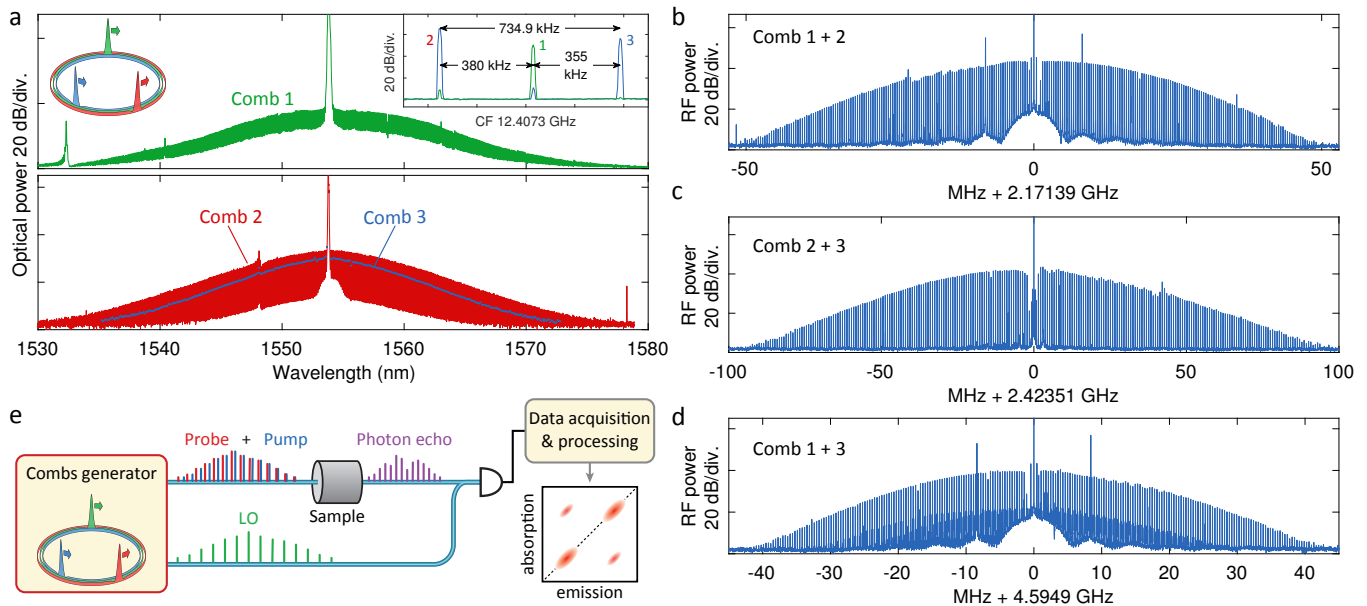 a
Optical power 20 dB/div.
Comb 1
20 dB/div.
2
734.9 kHz
1
3
380 kHz
355
kHz
CF 12.4073 GHz
Comb 2
Comb 3
1530
1540
1550
1560
1570
1580
Wavelength (nm)
b
Comb 1 + 2
RF power
20 dB/div.
-50
0
50
MHz + 2.17139 GHz
c
Comb 2 + 3
RF power
20 dB/div.
-100
-50
0
50
100
MHz + 2.42351 GHz
d
Comb 1 + 3
RF power
20 dB/div.
-40
-30
-20
-10
0
10
20
30
40
MHz + 4.5949 GHz
e
Combs generator
Probe + Pump
Photon echo
Sample
LO
Data acquisition
& processing
absorption
emission